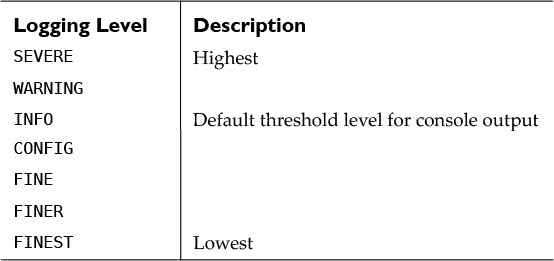 Logging Level Description
SEVERE Highest
WARNING
INFO Default threshold level for console output
CONFIG
FINE
FINER
FINEST Lowest